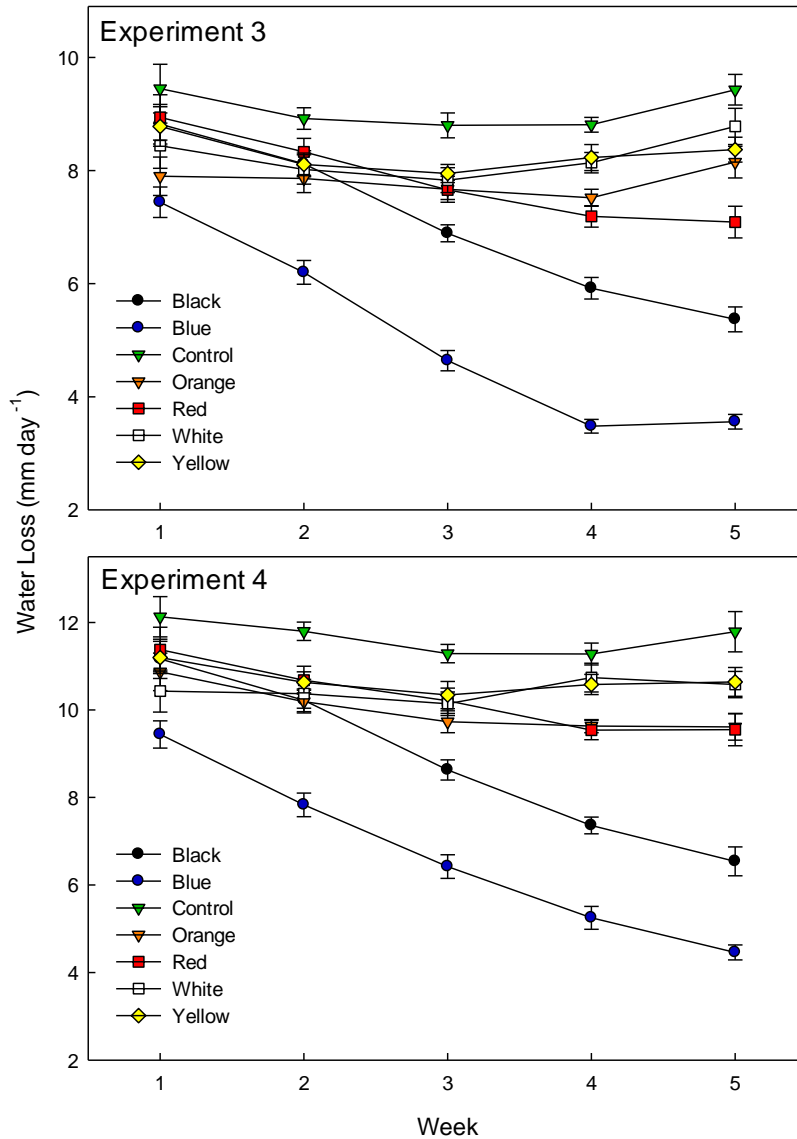 Experiment 3
10
8
6
4
2
Black
Blue
Control
Orange
Red
White
Yellow
1 2 3 4 5
Water Loss (mm day -1)
Experiment 4
12
10
8
6
4
2
Black
Blue
Control
Orange
Red
White
Yellow
1 2 3 4 5
Week